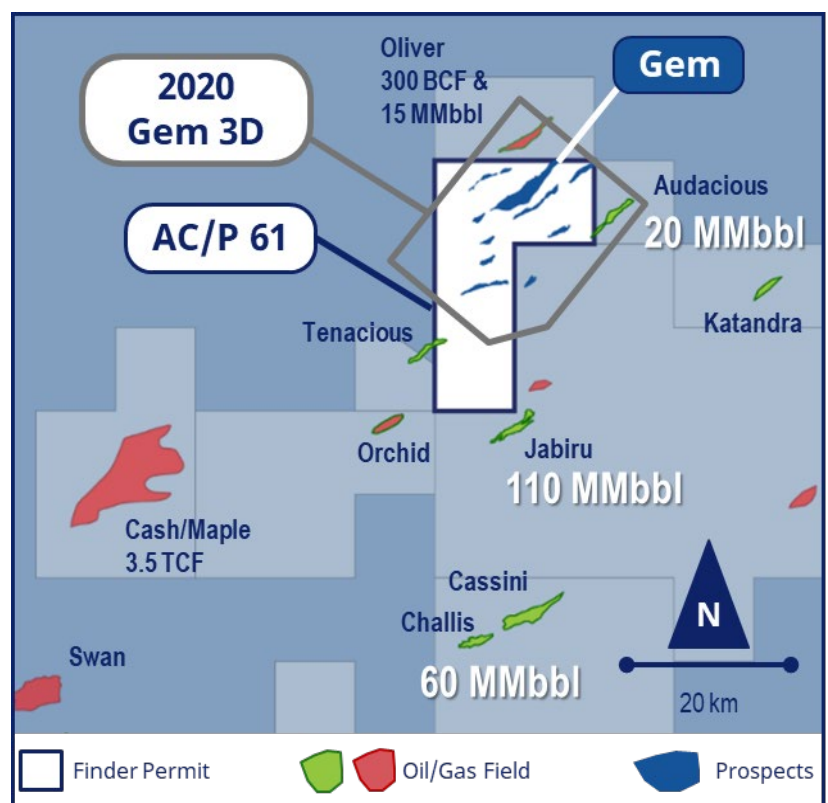 Oliver
300 BCF &
15 MMbbl
Gem
2020
Gem 3D
AC/P 61
Audacious
20 MMbbl
Katandra
Tenacious
Orchid
Jabiru
110 MMbbl
Cash/Maple
3.5 TCF
Cassini
Challis
60 MMbbl
Swan
N
20 km
Finder Permit
Oil/Gas Field
Prospects